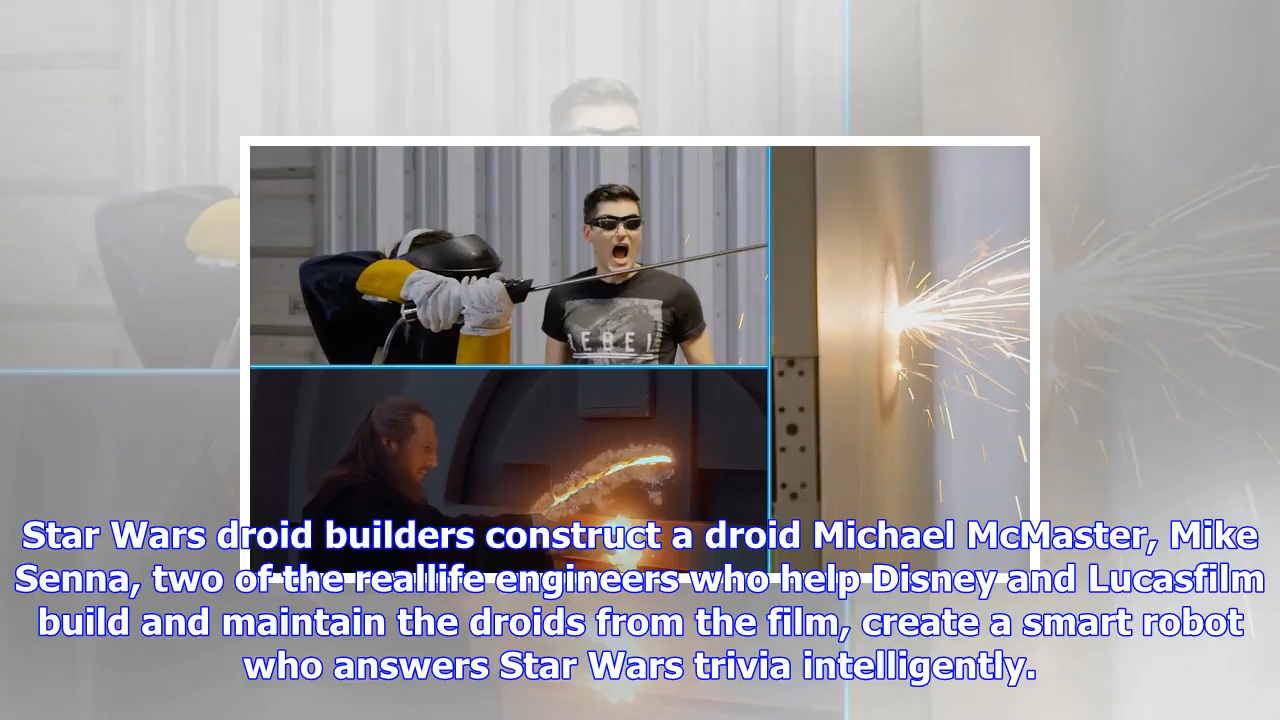 REBEL
Star Wars droid builders construct a droid Michael McMaster, Mike
Senna, two of the reallife engineers who help Disney and Lucasfilm
build and maintain the droids from the film, create a smart robot
who answers Star Wars trivia intelligently.